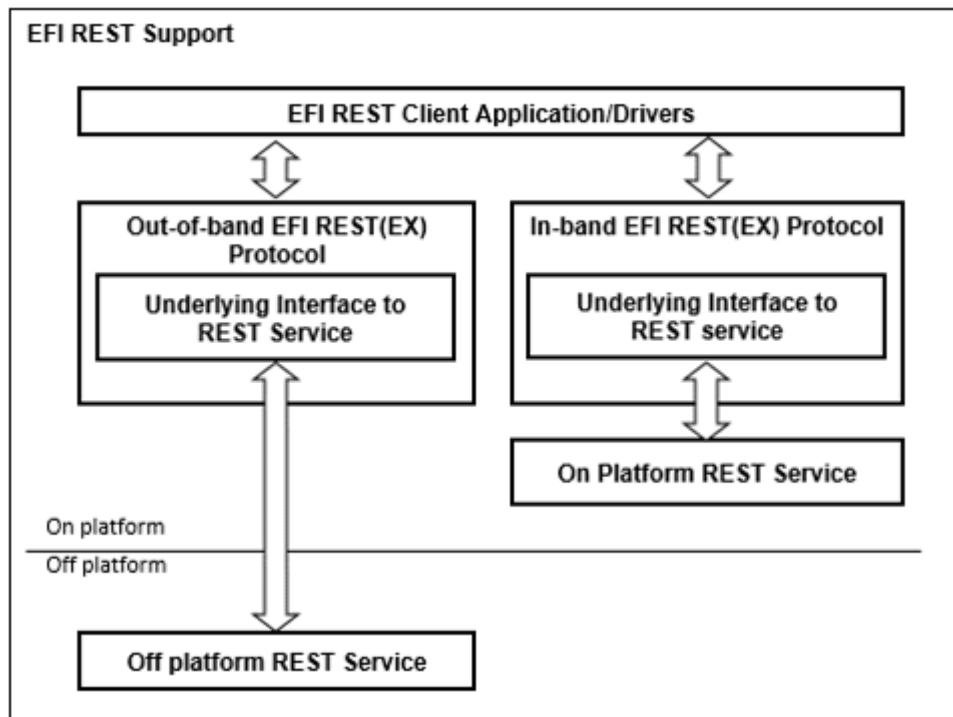 EFI REST Support
EFI REST Client Application/Drivers
Out-of-band EFI REST(EX)
Protocol
Underlying Interface to
REST Service
In-band EFI REST(EX) Protocol
Underlying Interface to
REST service
On Platform REST Service
On platform
Off platform
Off platform REST Service